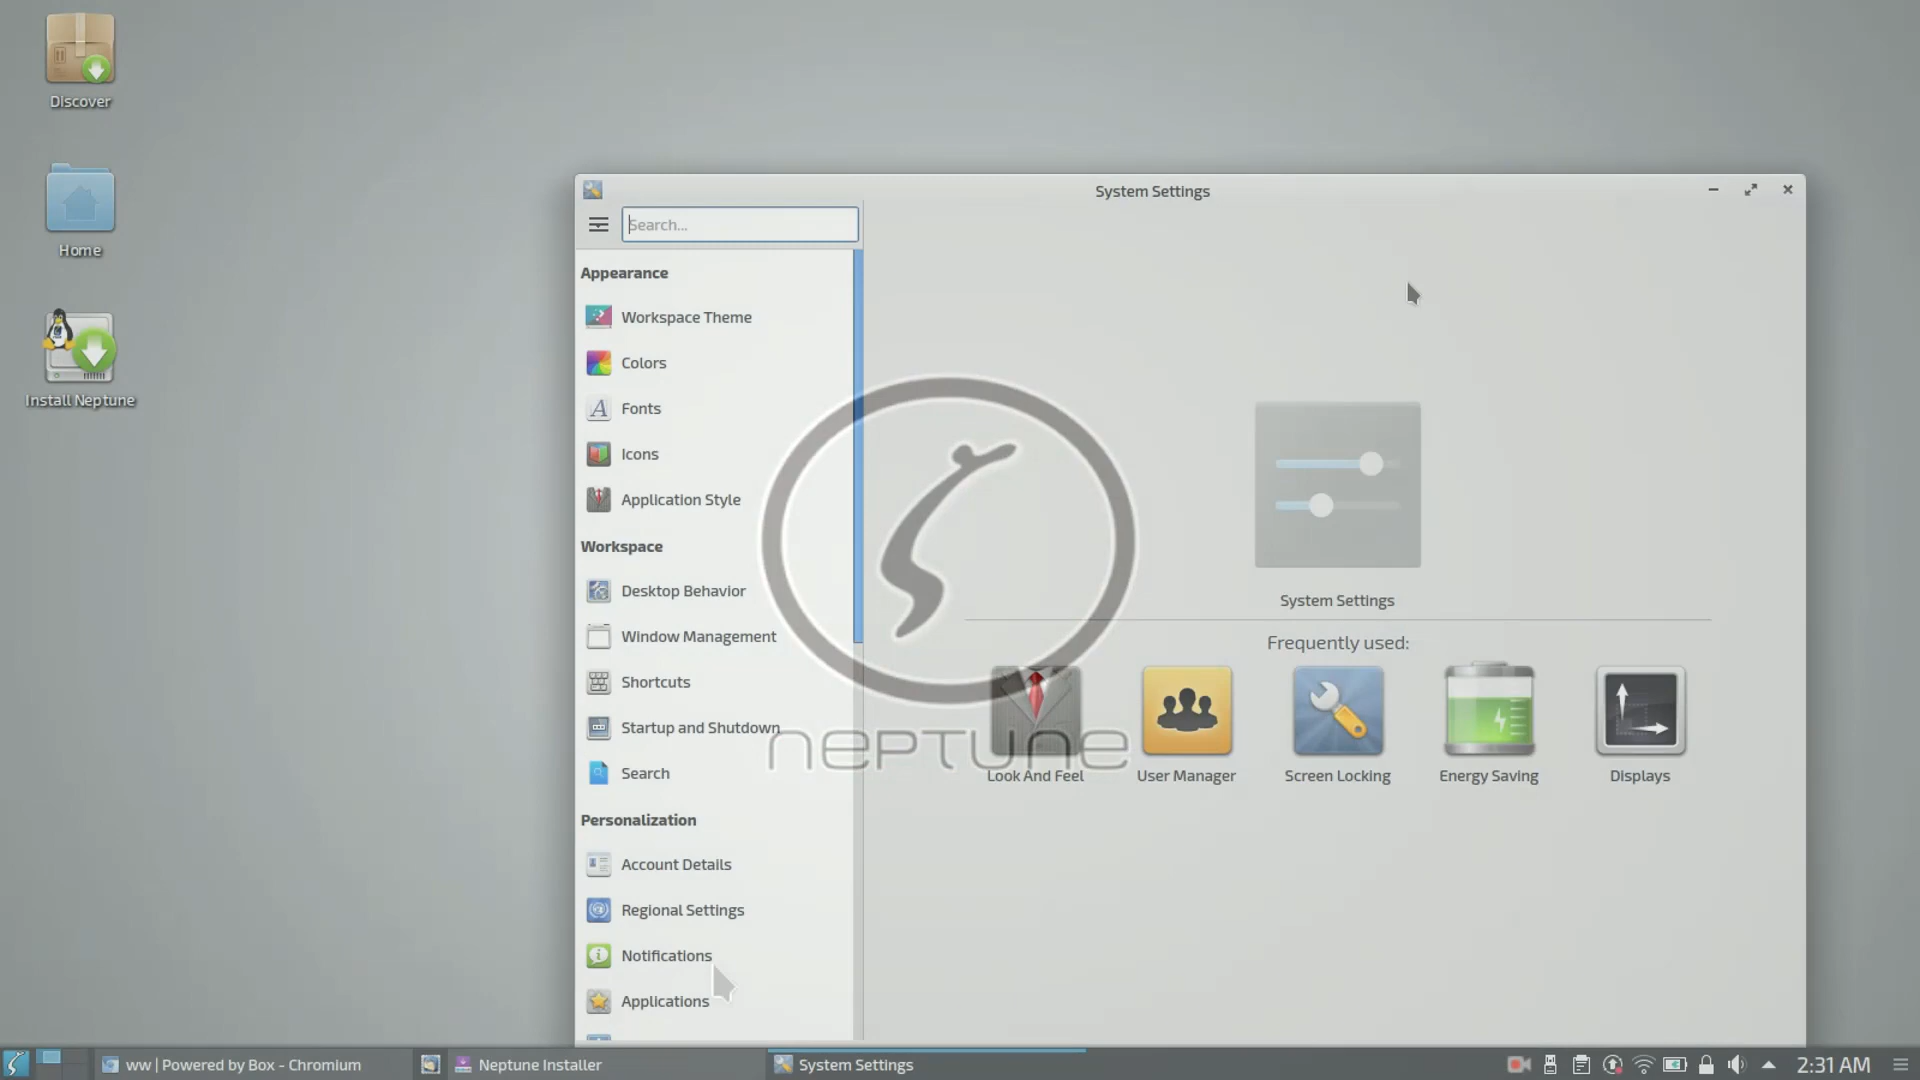 Discover
Home
Install Neptune
System Settings
Search...
Appearance
Workspace Theme
Colors
Fonts
Icons
Application Style
Workspace
Desktop Behavior
Window Management
Shortcuts
Startup and Shutdown
Search
Personalization
Account Details
Regional Settings
Notifications
Applications
System Settings
Frequently used:
Look And Feel
User Manager
Screen Locking
Energy Saving
Displays
neptune
ww | Powered by Box - Chromium
Neptune Installer
System Settings
2:31 AM